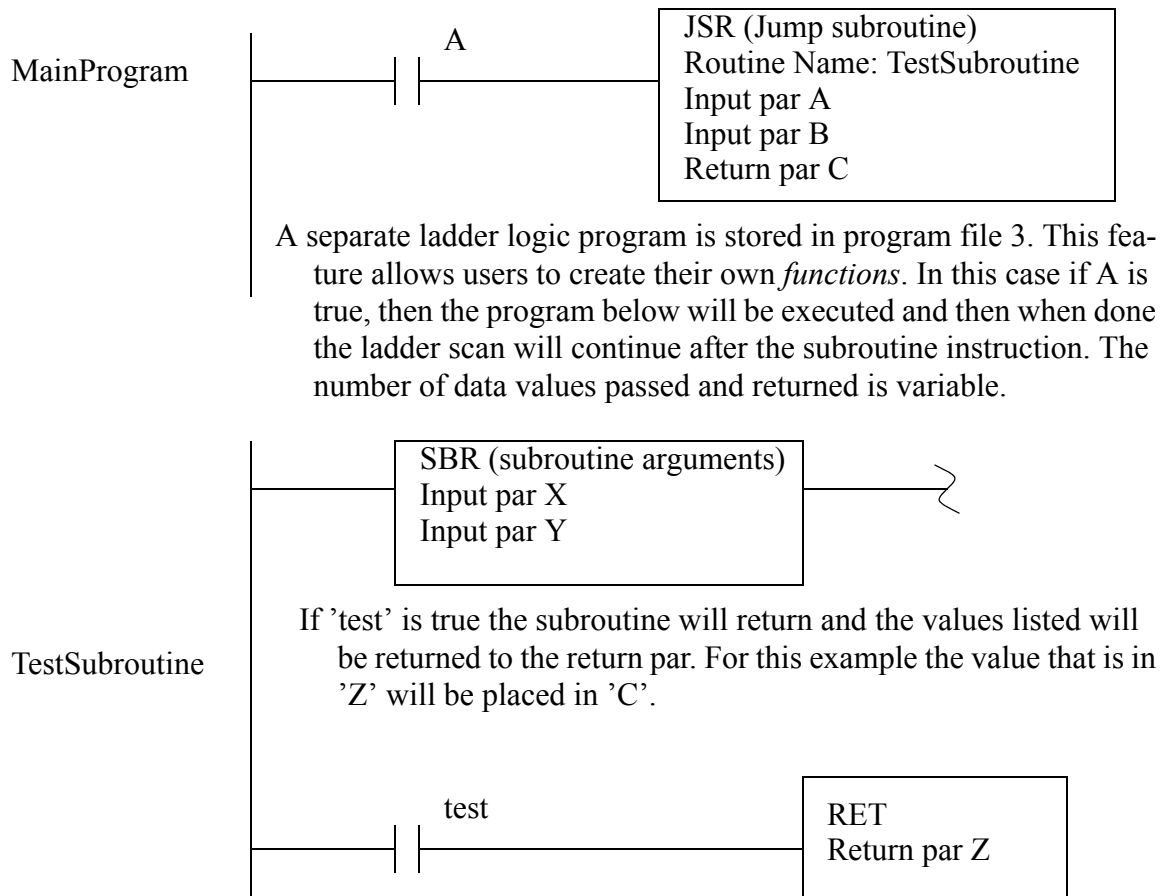 A
MainProgram
JSR (Jump subroutine)
Routine Name: TestSubroutine
Input par A
Input par B
Return par C
A separate ladder logic program is stored in program file 3. This fea-
ture allows users to create their own functions. In this case if A is
true, then the program below will be executed and then when done
the ladder scan will continue after the subroutine instruction. The
number of data values passed and returned is variable.
SBR (subroutine arguments)
Input par X
Input par Y
If ’test’ is true the subroutine will return and the values listed will
be returned to the return par. For this example the value that is in
’Z’ will be placed in ’C’.
TestSubroutine
test
RET
Return par Z